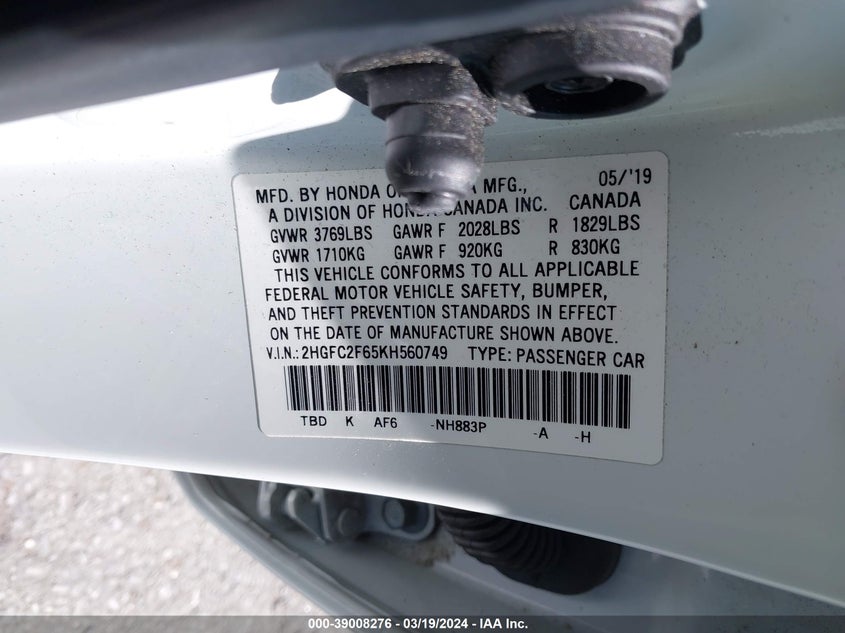 MFD. BY HONDA O A MFG., 05/'19
A DIVISION OF HONDA CANADA INC. CANADA
GVWR 3769LBS GAWR F 2028LBS R 1829LBS
GVWR 1710KG GAWR F 920KG R 830KG
THIS VEHICLE CONFORMS TO ALL APPLICABLE
FEDERAL MOTOR VEHICLE SAFETY, BUMPER,
AND THEFT PREVENTION STANDARDS IN EFFECT
ON THE DATE OF MANUFACTURE SHOWN ABOVE.
V.I.N.: 2HGFC2F65KH560749 TYPE: PASSENGER CAR
TBD K AF6 -NH883P -A -H
000-39008276 - 03/19/2024 - IAA Inc.